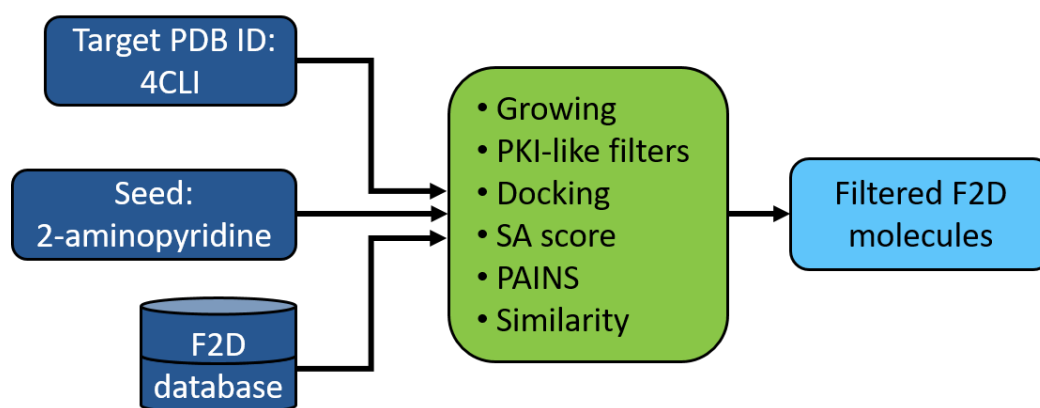 Target PDB ID:
4CLI
Seed:
2-aminopyridine
F2D
database
• Growing
• PKI-like filters
• Docking
• SA score
• PAINS
• Similarity
Filtered F2D
molecules